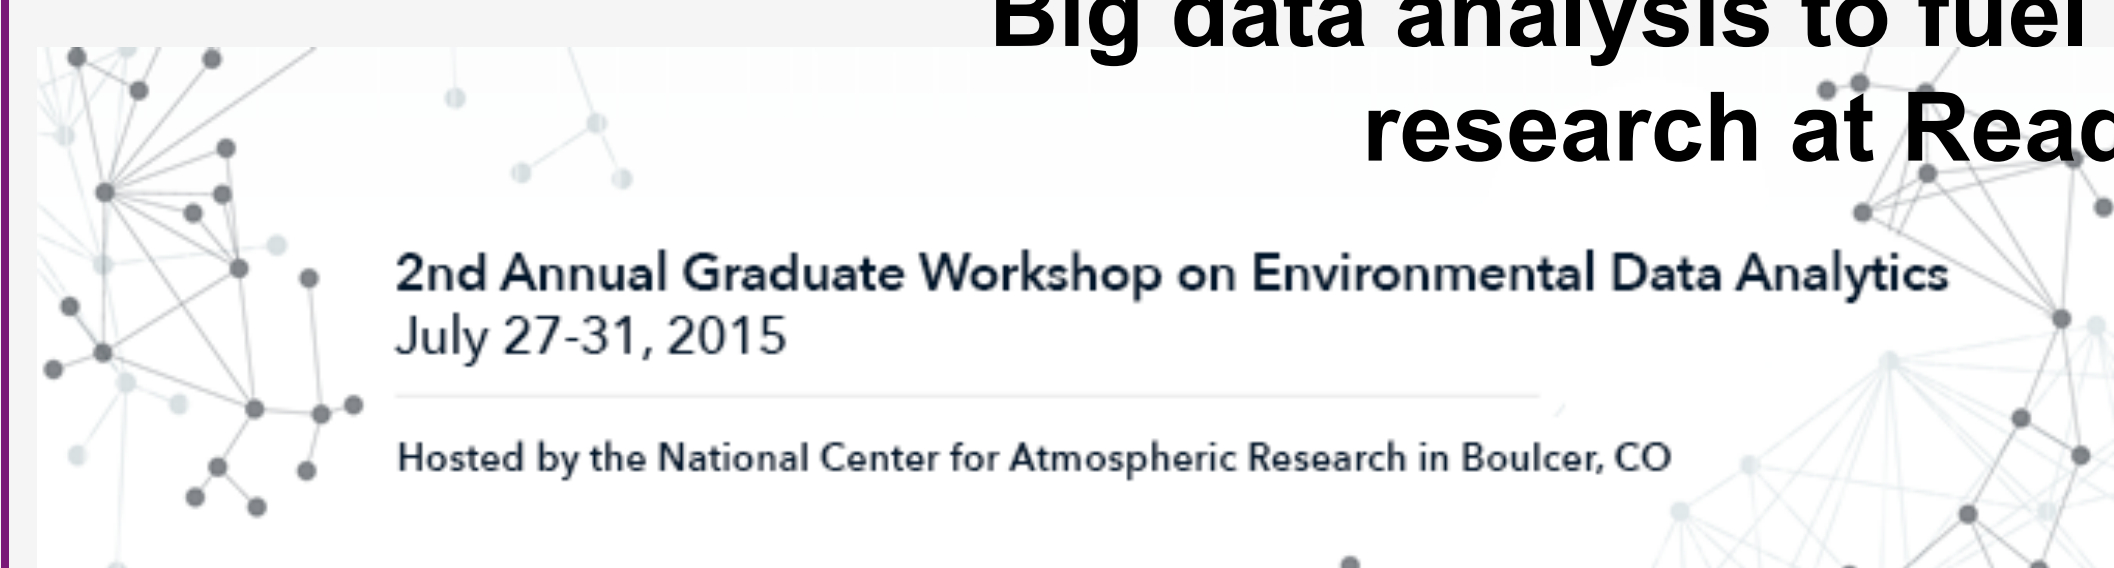 Big data analysis to fuel
research at Read
2nd Annual Graduate Workshop on Environmental Data Analytics
July 27-31, 2015
Hosted by the National Center for Atmospheric Research in Boulcer, CO